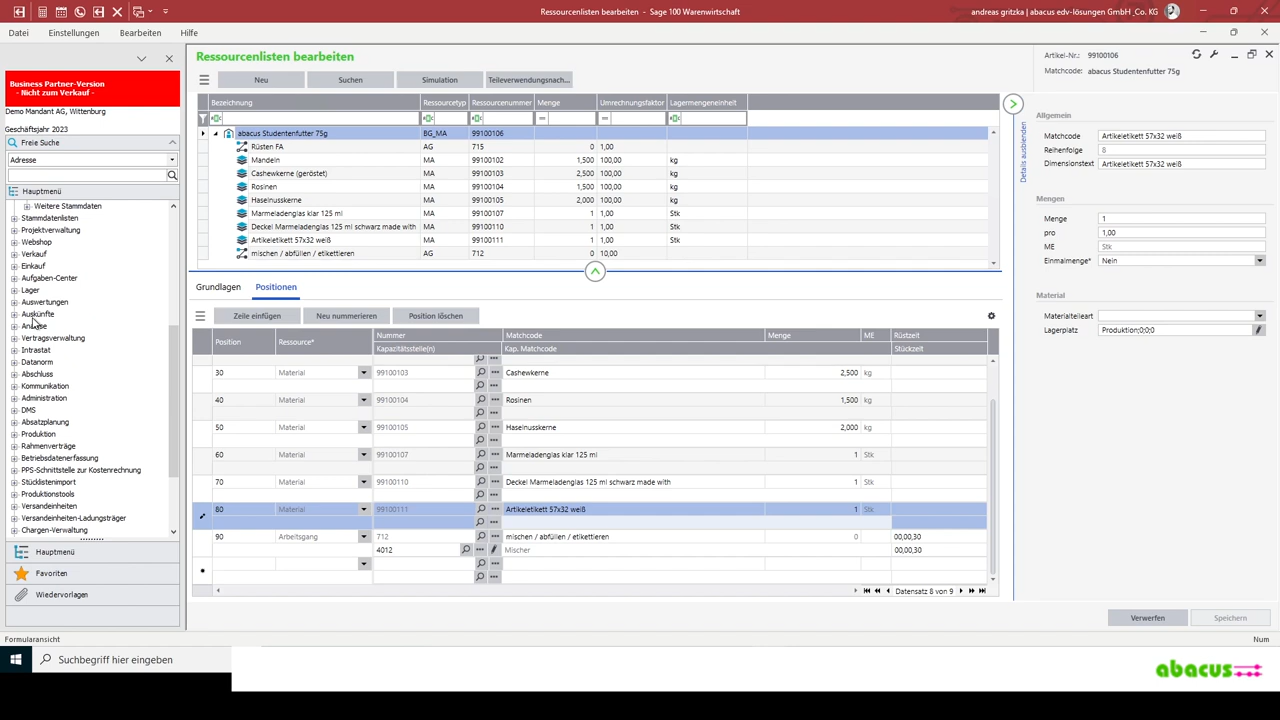 Ressourcenlisten bearbeiten - Sage 100 Warenwirtschaft
andreas gritzka | abacus edv-lösungen GmbH_Co. KG
Datei Einstellungen Bearbeiten Hilfe
Business Partner-Version
- Nicht zum Verkauf -
Demo Mandant AG, Wittenburg
Geschäftsjahr 2023
Freie Suche
Adresse
Hauptmenü
Weitere Stammdaten
Stammdatenlisten
Projektverwaltung
Webshop
Verkauf
Einkauf
Aufgaben-Center
Lager
Auswertungen
Auskünfte
Analyse
Vertragsverwaltung
Intrastat
Datanorm
Abschluss
Kommunikation
Administration
DMS
Absatzplanung
Produktion
Rahmenverträge
Betriebsdatenerfassung
PPS-Schnittstelle zur Kostenrechnung
Stücklistenimport
Produktionstools
Versandeinheiten
Versandeinheiten-Ladungsträger
Chargen-Verwaltung
Hauptmenü
Favoriten
Wiedervorlagen
Ressourcenlisten bearbeiten
Neu Suchen Simulation Teileverwendungsnach...
Bezeichnung Ressourcetyp Ressourcenummer Menge Umrechnungsfaktor Lagermengeneinheit
abacus Studentenfutter 75g BG_MA 99100106
Rüsten FA AG 715 0 1,00
Mandeln MA 99100102 1,500 100,00 kg
Cashewkerne (geröstet) MA 99100103 2,500 100,00 kg
Rosinen MA 99100104 1,500 100,00 kg
Haselnusskerne MA 99100105 2,000 100,00 kg
Marmeladenglas klar 125 ml MA 99100107 1 1,00 Stk
Deckel Marmeladenglas 125 ml schwarz made with MA 99100110 1 1,00 Stk
Artikeletikett 57x32 weiß MA 99100111 1 1,00 Stk
mischen / abfüllen / etikettieren AG 712 0 10,00
Grundlagen Positionen
Zeile einfügen Neu nummerieren Position löschen
Position Ressource* Nummer Matchcode Menge ME Rüstzeit
Kapazitätsstelle(n) Kap. Matchcode Stückzeit
30 Material 99100103 Cashewkerne 2,500 kg
40 Material 99100104 Rosinen 1,500 kg
50 Material 99100105 Haselnusskerne 2,000 kg
60 Material 99100107 Marmeladenglas klar 125 ml 1 Stk
70 Material 99100110 Deckel Marmeladenglas 125 ml schwarz made with 1 Stk
80 Material 99100111 Artikeletikett 57x32 weiß 1 Stk
90 Arbeitsgang 712 mischen / abfüllen / etikettieren 0 00,00,30
4012 Mischer 00,00,30
Datensatz 8 von 9
Artikel-Nr.: 99100106
Matchcode: abacus Studentenfutter 75g
Details ausblenden
Allgemein
Matchcode Artikeletikett 57x32 weiß
Reihenfolge 8
Dimensionstext Artikeletikett 57x32 weiß
Mengen
Menge 1
pro 1,00
ME Stk
Einmalmenge* Nein
Material
Materialteileart
Lagerplatz Produktion;0;0;0
Verwerfen Speichern
Formularansicht Num
Suchbegriff hier eingeben
abacus